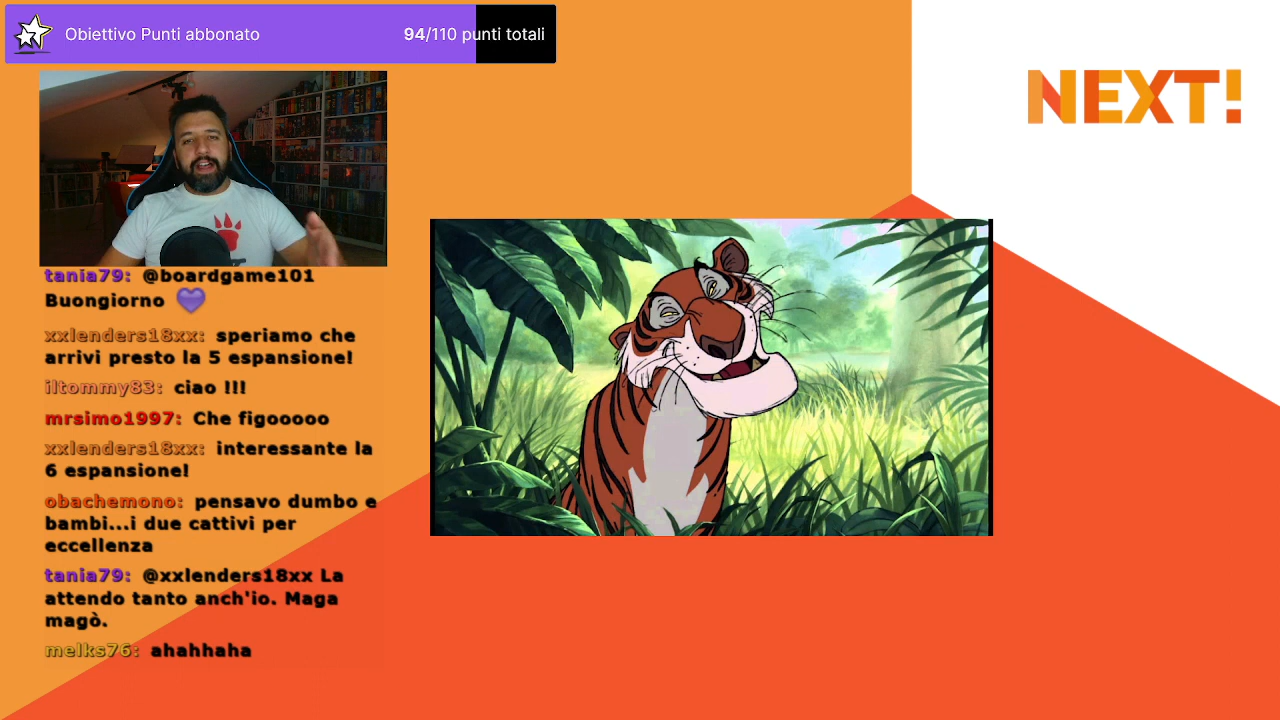 Obiettivo Punti abbonato 94/110 punti totali
NEXT!
tania79: @boardgame101
Buongiorno
xxlenders18xx: speriamo che
arrivi presto la 5 espansione!
iltommy83: ciao !!!
mrsimo1997: Che figooooo
xxlenders18xx: interessante la
6 espansione!
obachemono: pensavo dumbo e
bambi...i due cattivi per
eccellenza
tania79: @xxlenders18xx La
attendo tanto anch'io. Maga
magò.
melks76: ahahhaha